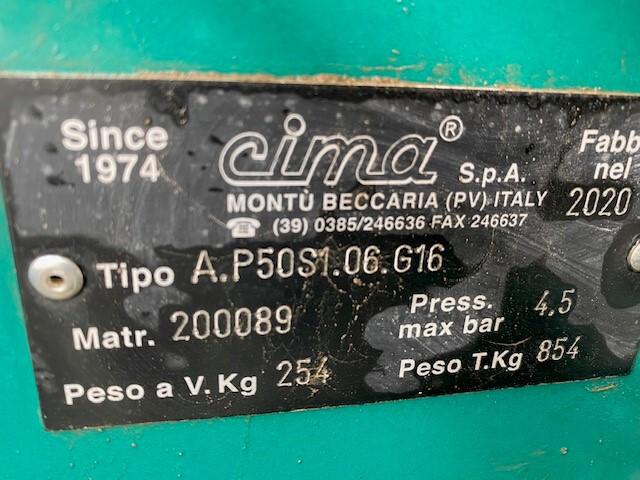 Since 1974
cima® S.p.A.
MONTÙ BECCARIA (PV) ITALY
☎ (39) 0385/246636 FAX 246637
Fabb
nel
2020
Tipo A.P50S1.06.G16
Matr. 200089
Press. max bar 4.5
Peso a V.Kg 254
Peso T.Kg 854